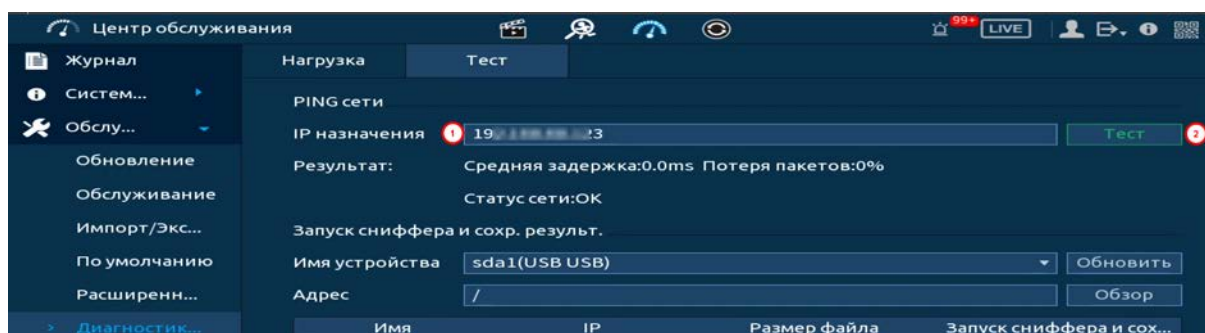 Центр обслуживания 99+ LIVE
Журнал Нагрузка Тест
Систем...
PING сети
Обслу... IP назначения 1 19 23 Тест 2
Обновление Результат: Средняя задержка:0.0ms Потеря пакетов:0%
Обслуживание Статус сети:OK
Импорт/Экс... Запуск сниффера и сохр. результ.
По умолчанию Имя устройства sda1(USB USB) Обновить
Расширенн... Адрес / Обзор
> Диагностик... Имя IP Размер файла Запуск сниффера и сох...